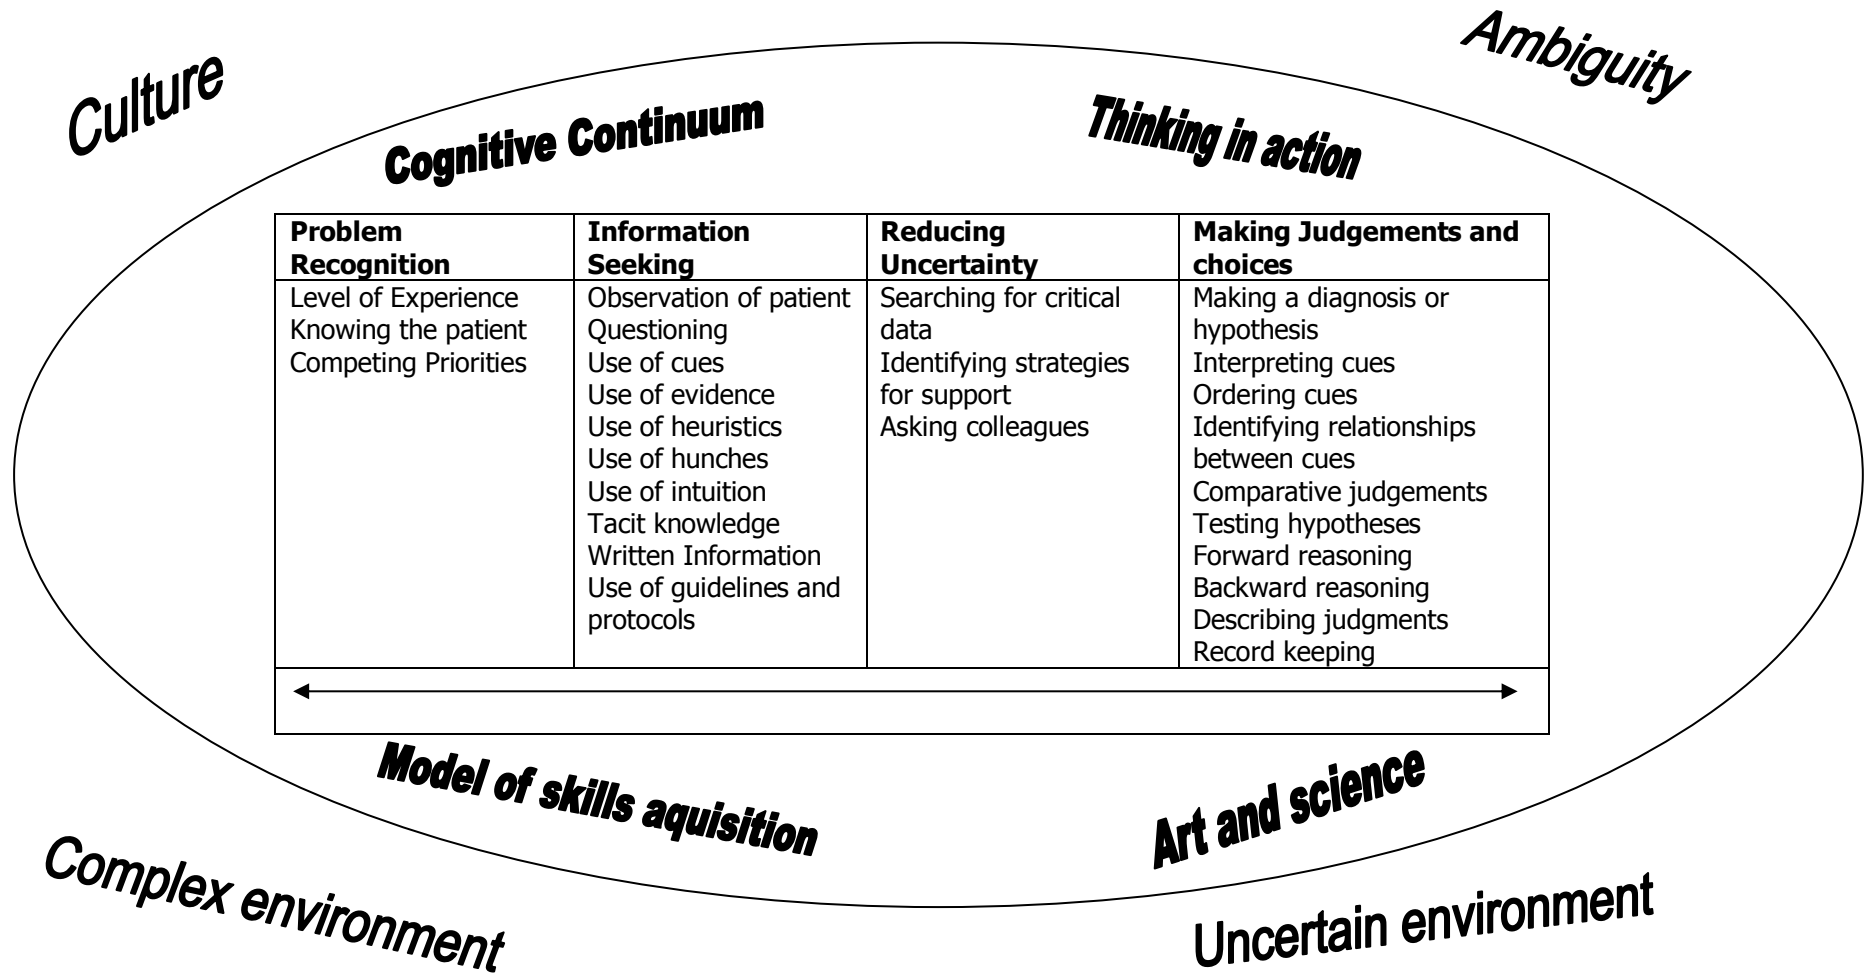 Culture
Ambiguity
Cognitive Continuum
Thinking in action
Problem
Recognition
Level of Experience
Knowing the patient
Competing Priorities
Information
Seeking
Observation of patient
Questioning
Use of cues
Use of evidence
Use of heuristics
Use of hunches
Use of intuition
Tacit knowledge
Written Information
Use of guidelines and
protocols
Reducing
Uncertainty
Searching for critical
data
Identifying strategies
for support
Asking colleagues
Making Judgements and
choices
Making a diagnosis or
hypothesis
Interpreting cues
Ordering cues
Identifying relationships
between cues
Comparative judgements
Testing hypotheses
Forward reasoning
Backward reasoning
Describing judgments
Record keeping
Model of skills aquisition
Art and science
Complex environment
Uncertain environment